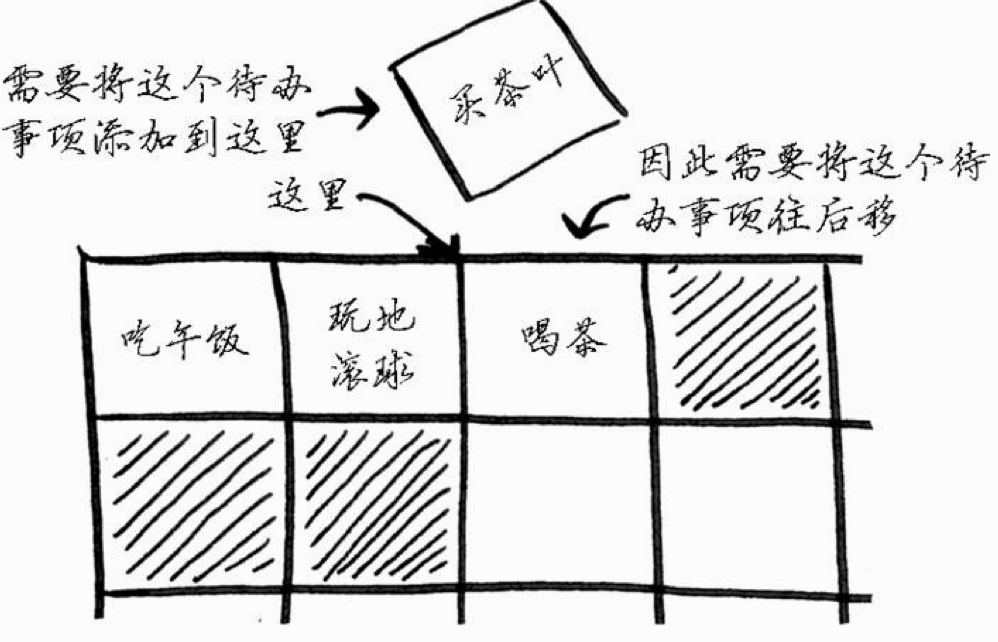 需要将这个待办
事项添加到这里
买茶叶
这里
因此需要将这个待
办事项往后移
吃午饭
玩地
滚球
喝茶